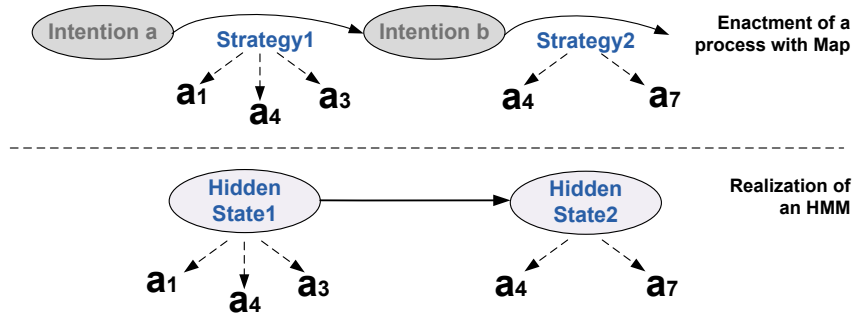 Intention a
Strategy1
Intention b
Strategy2
Enactment of a
process with Map
a1
a4
a3
a4
a7
Hidden
State1
Hidden
State2
Realization of
an HMM
a1
a4
a3
a4
a7